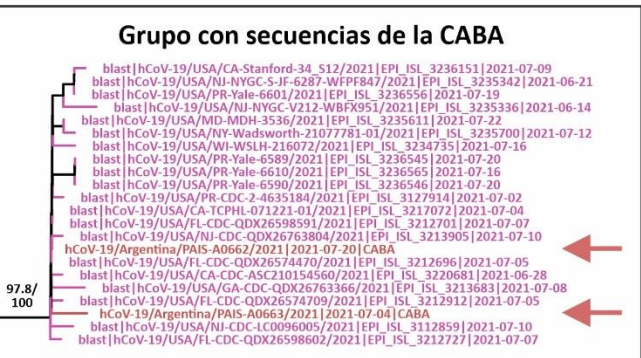 Grupo con secuencias de la CABA
blast|hCoV-19/USA/CA-Stanford-34_S12/2021|EPI_ISL_3236151|2021-07-09
blast|hCoV-19/USA/NJ-NYGC-S-JF-6287-WFPF847/2021|EPI_ISL_3235342|2021-06-21
blast|hCoV-19/USA/PR-Yale-6601/2021|EPI_ISL_3236556|2021-07-19
blast|hCoV-19/USA/NJ-NYGC-V212-WBFX951/2021|EPI_ISL_3235336|2021-06-14
blast|hCoV-19/USA/MD-MDH-3536/2021|EPI_ISL_3235611|2021-07-22
blast|hCoV-19/USA/NY-Wadsworth-21077781-01/2021|EPI_ISL_3235700|2021-07-12
blast|hCoV-19/USA/WI-WSLH-216072/2021|EPI_ISL_3234735|2021-07-16
blast|hCoV-19/USA/PR-Yale-6589/2021|EPI_ISL_3236545|2021-07-20
blast|hCoV-19/USA/PR-Yale-6610/2021|EPI_ISL_3236565|2021-07-16
blast|hCoV-19/USA/PR-Yale-6590/2021|EPI_ISL_3236546|2021-07-20
blast|hCoV-19/USA/PR-CDC-2-4635184/2021|EPI_ISL_3127914|2021-07-02
blast|hCoV-19/USA/CA-TCPHL-071221-01/2021|EPI_ISL_3217072|2021-07-04
blast|hCoV-19/USA/FL-CDC-QDX26598591/2021|EPI_ISL_3212701|2021-07-07
blast|hCoV-19/USA/NJ-CDC-QDX26763804/2021|EPI_ISL_3213905|2021-07-10
hCoV-19/Argentina/PAIS-A0662/2021|2021-07-20|CABA
blast|hCoV-19/USA/FL-CDC-QDX26574470/2021|EPI_ISL_3212696|2021-07-05
blast|hCoV-19/USA/CA-CDC-ASC210154560/2021|EPI_ISL_3220681|2021-06-28
97.8/
100
blast|hCoV-19/USA/GA-CDC-QDX26763366/2021|EPI_ISL_3213683|2021-07-08
blast|hCoV-19/USA/FL-CDC-QDX26574709/2021|EPI_ISL_3212912|2021-07-05
hCoV-19/Argentina/PAIS-A0663/2021|2021-07-04|CABA
blast|hCoV-19/USA/NJ-CDC-LC0096005/2021|EPI_ISL_3112859|2021-07-10
blast|hCoV-19/USA/FL-CDC-QDX26598602/2021|EPI_ISL_3212727|2021-07-07